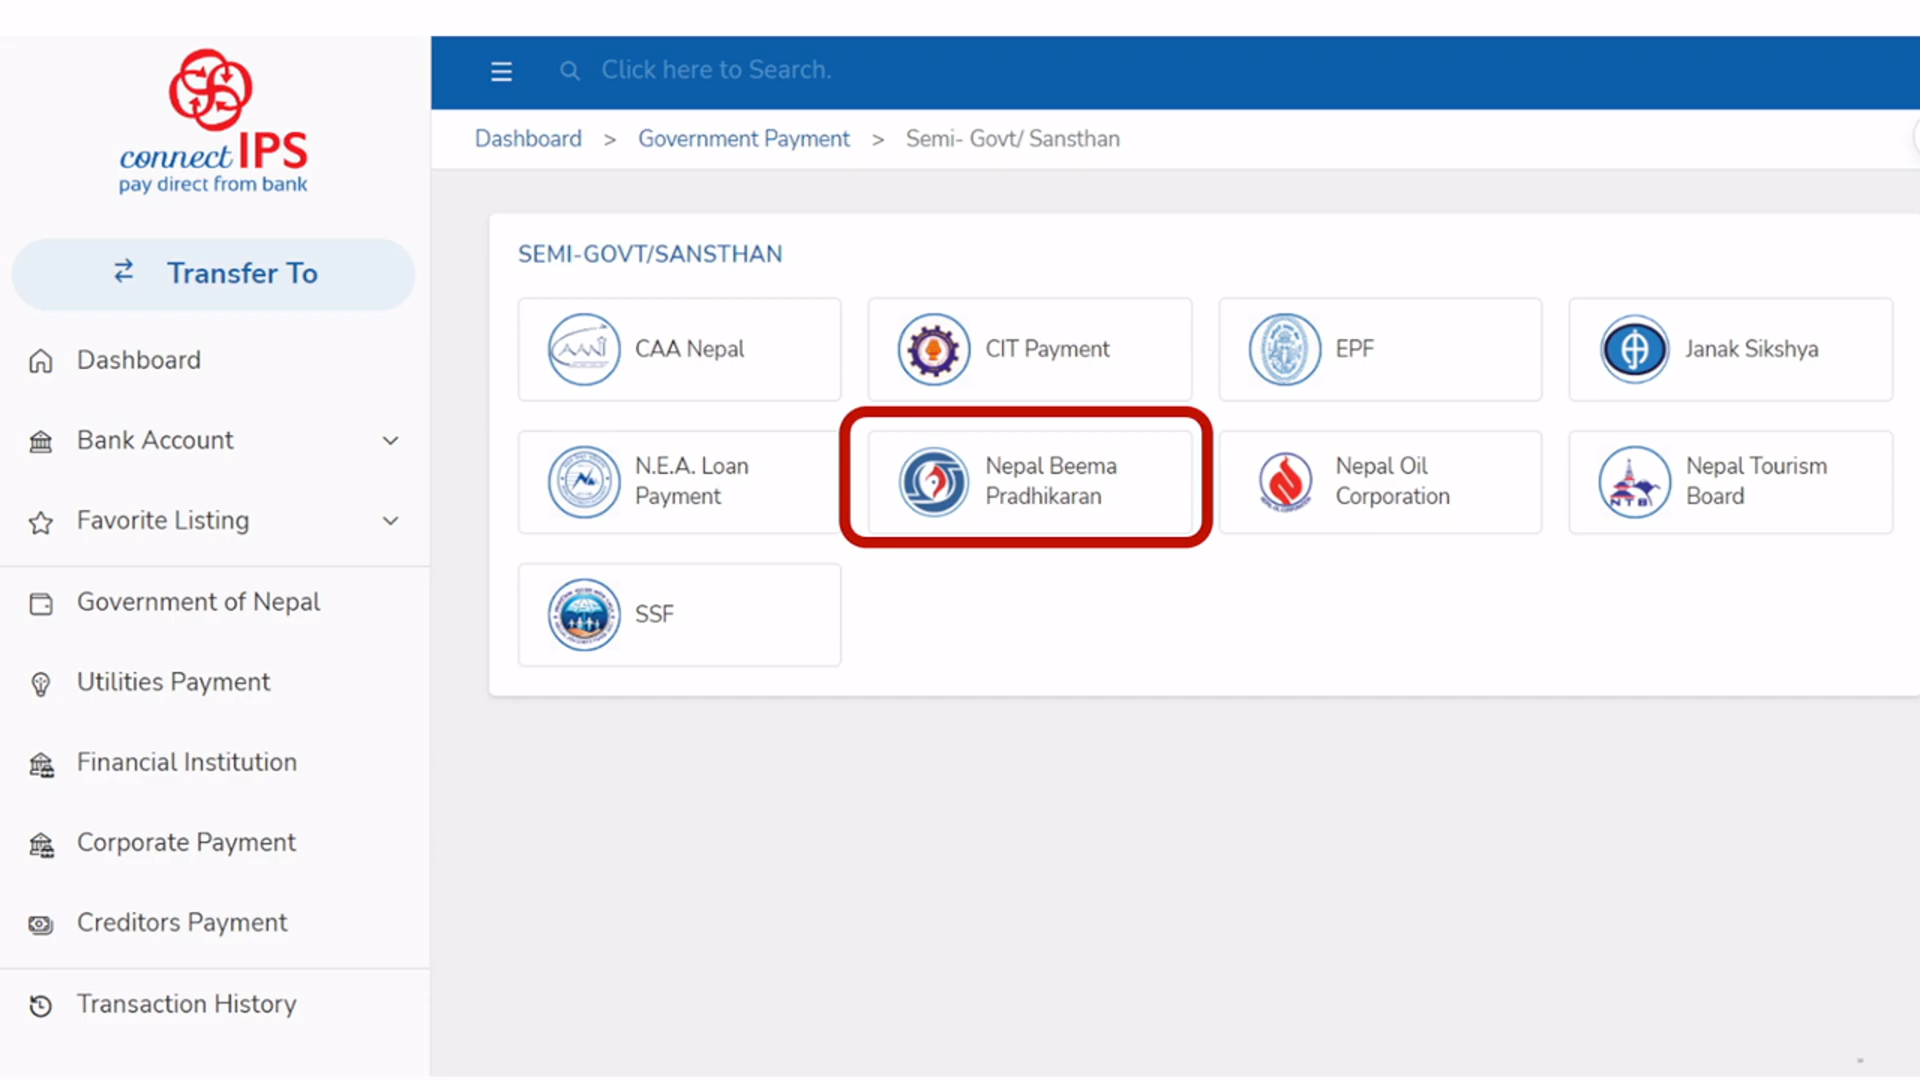 connectIPS
pay direct from bank
Transfer To
Dashboard
Bank Account
Favorite Listing
Government of Nepal
Utilities Payment
Financial Institution
Corporate Payment
Creditors Payment
Transaction History
Click here to Search.
Dashboard > Government Payment > Semi- Govt/ Sansthan
SEMI-GOVT/SANSTHAN
CAA Nepal
CIT Payment
EPF
Janak Sikshya
N.E.A. Loan
Payment
Nepal Beema
Pradhikaran
Nepal Oil
Corporation
NTB
Nepal Tourism
Board
SSF